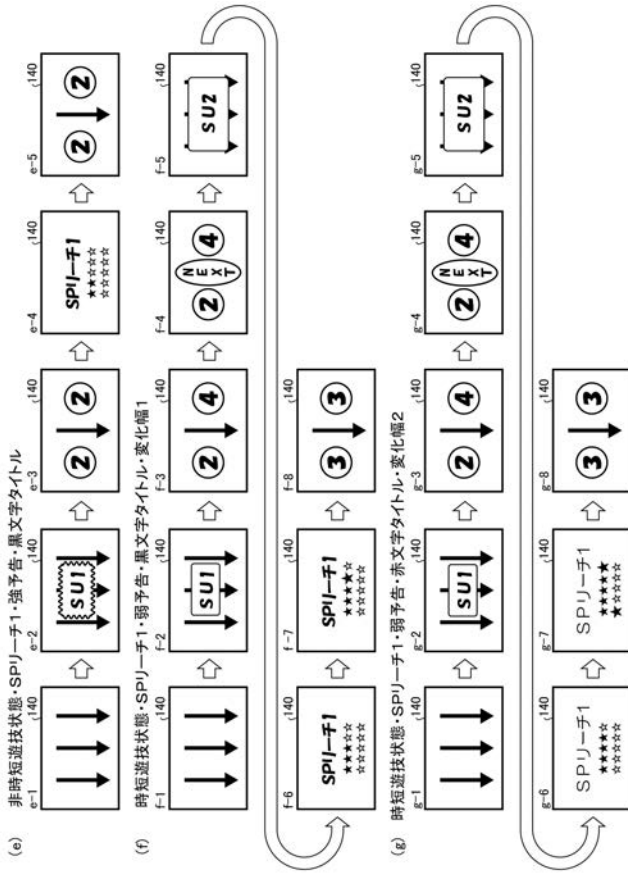 (e) 非時短遊技状態・SPリーチ1・強予告・黒文字タイトル
e-1 140
e-2 140
SU1
e-3 140
2 2
e-4 140
SPリーチ1
★★☆☆☆
☆☆☆☆☆
e-5 140
2 2
(f) 時短遊技状態・SPリーチ1・弱予告・黒文字タイトル・変化幅1
f-1 140
f-2 140
SU1
f-3 140
2 4
f-4 140
2 NEXT 4
f-5 140
SU2
f-6 140
SPリーチ1
★★★☆☆
☆☆☆☆☆
f-7 140
SPリーチ1
★★★★☆
☆☆☆☆☆
f-8 140
3 3
(g) 時短遊技状態・SPリーチ1・弱予告・赤文字タイトル・変化幅2
g-1 140
g-2 140
SU1
g-3 140
2 4
g-4 140
2 NEXT 4
g-5 140
SU2
g-6 140
SPリーチ1
★★★★☆
☆☆☆☆☆
g-7 140
SPリーチ1
★★★★★
★☆☆☆☆
g-8 140
3 3